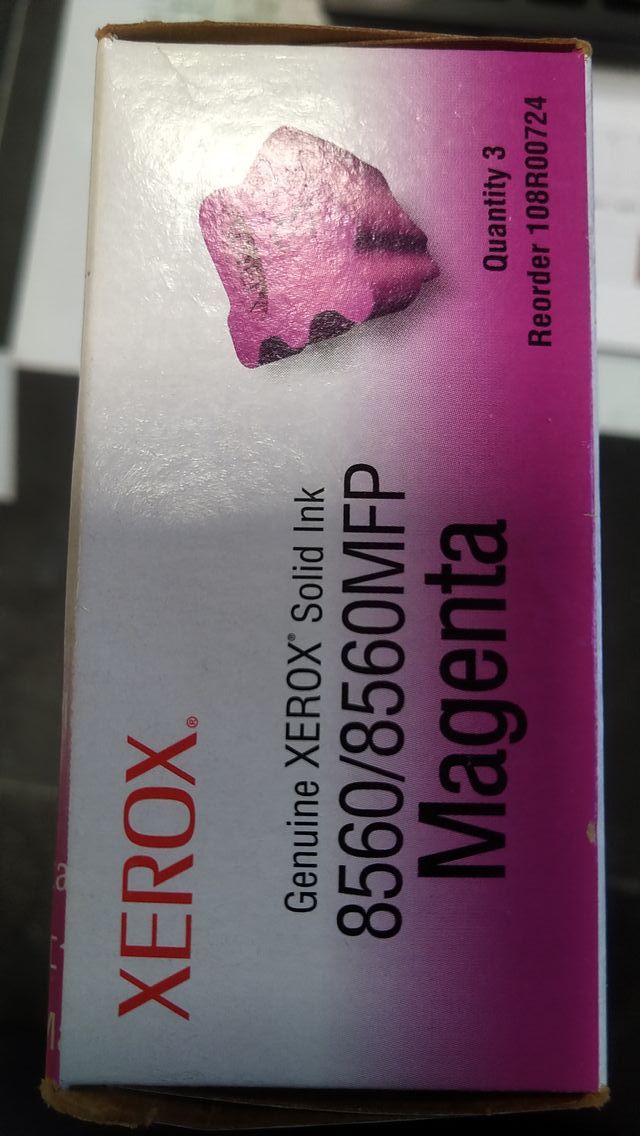 XEROX®
Genuine XEROX® Solid Ink
8560/8560MFP
Magenta
Quantity 3
Reorder 108R00724